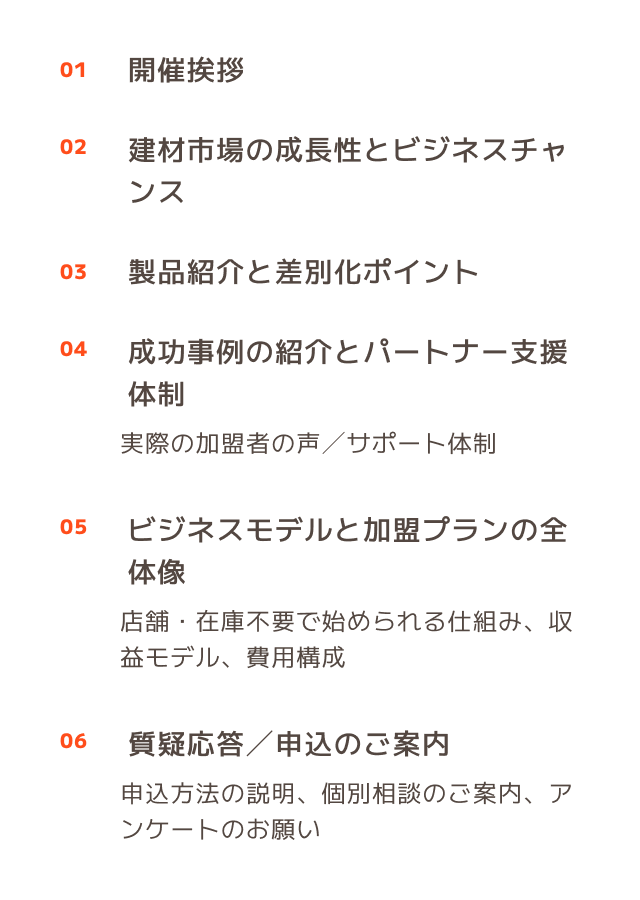 01 開催挨拶
02 建材市場の成長性とビジネスチャ
ンス
03 製品紹介と差別化ポイント
04 成功事例の紹介とパートナー支援
体制
実際の加盟者の声／サポート体制
05 ビジネスモデルと加盟プランの全
体像
店舗・在庫不要で始められる仕組み、収
益モデル、費用構成
06 質疑応答／申込のご案内
申込方法の説明、個別相談のご案内、ア
ンケートのお願い